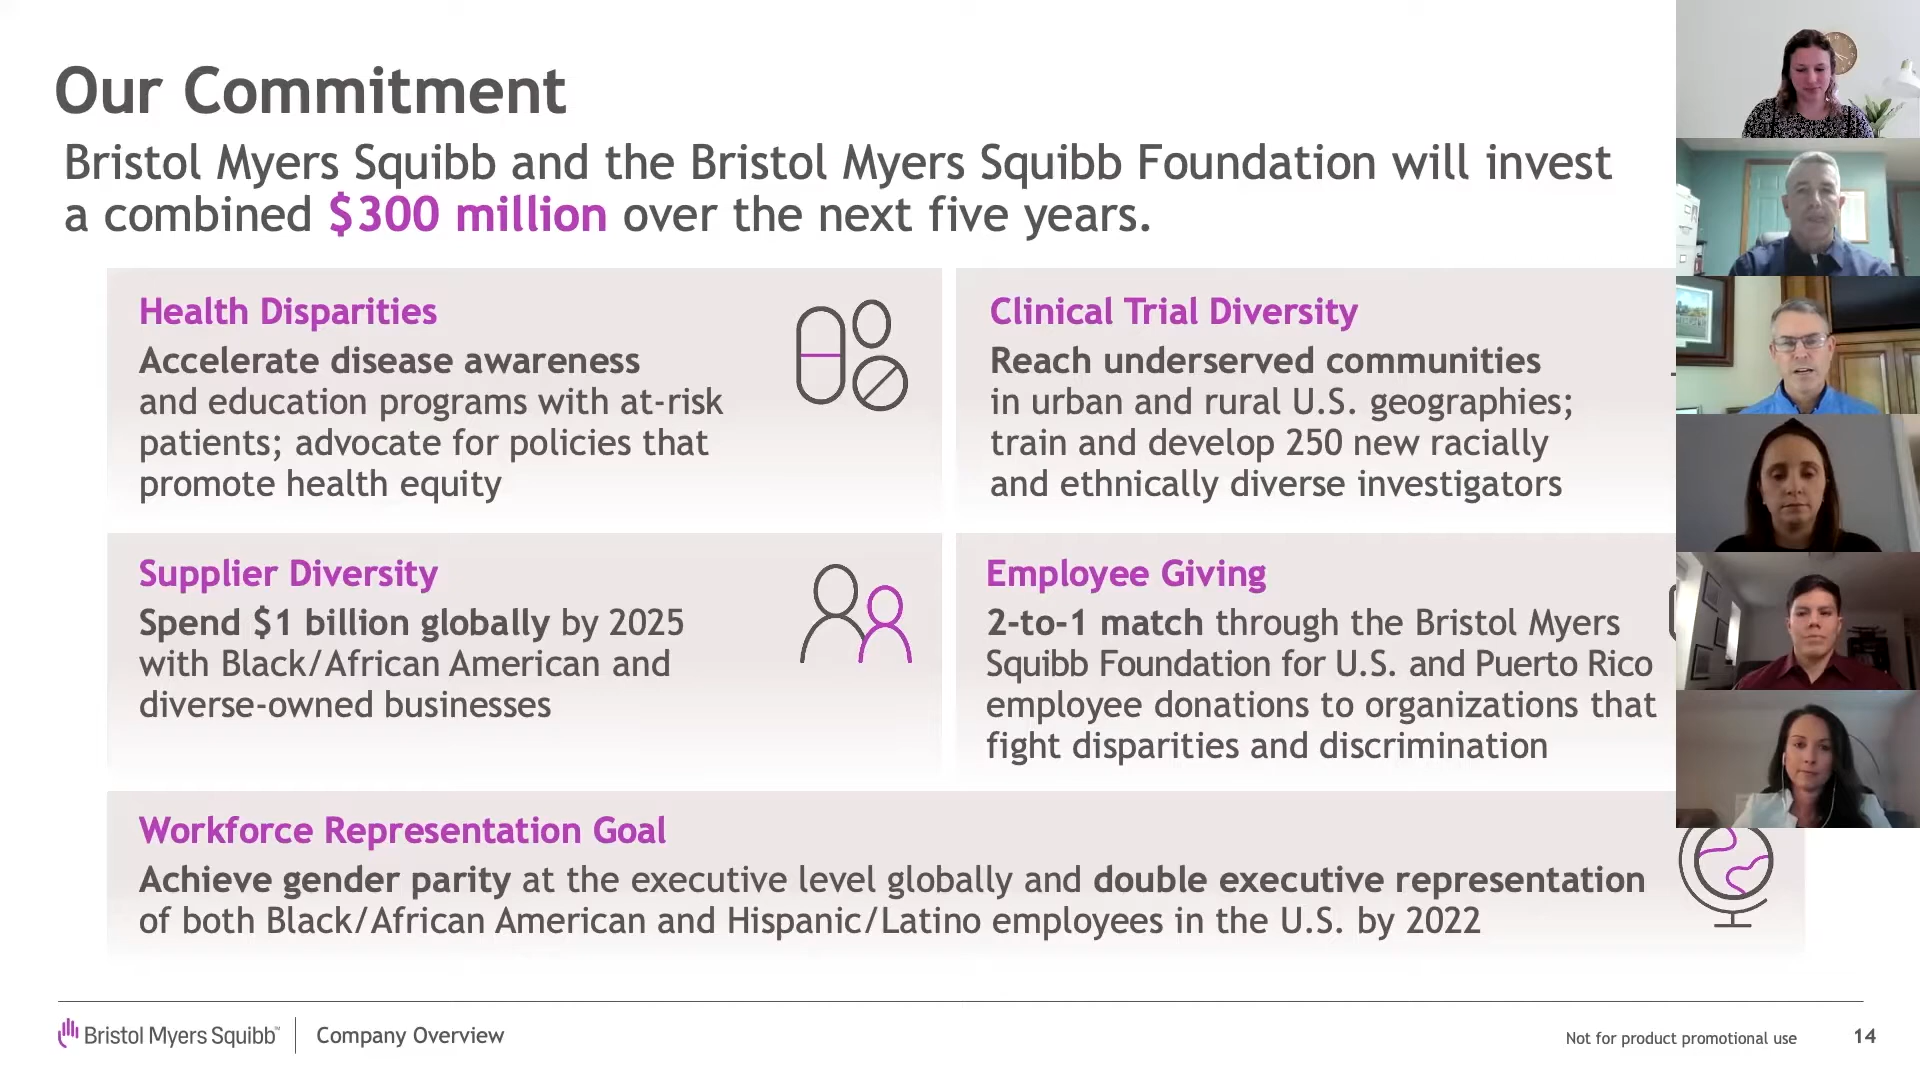 Our Commitment
Bristol Myers Squibb and the Bristol Myers Squibb Foundation will invest
a combined $300 million over the next five years.
Health Disparities
Accelerate disease awareness
and education programs with at-risk
patients; advocate for policies that
promote health equity
Clinical Trial Diversity
Reach underserved communities
in urban and rural U.S. geographies;
train and develop 250 new racially
and ethnically diverse investigators
Supplier Diversity
Spend $1 billion globally by 2025
with Black/African American and
diverse-owned businesses
Employee Giving
2-to-1 match through the Bristol Myers
Squibb Foundation for U.S. and Puerto Rico
employee donations to organizations that
fight disparities and discrimination
Workforce Representation Goal
Achieve gender parity at the executive level globally and double executive representation
of both Black/African American and Hispanic/Latino employees in the U.S. by 2022
Bristol Myers Squibb™
Company Overview
Not for product promotional use
14